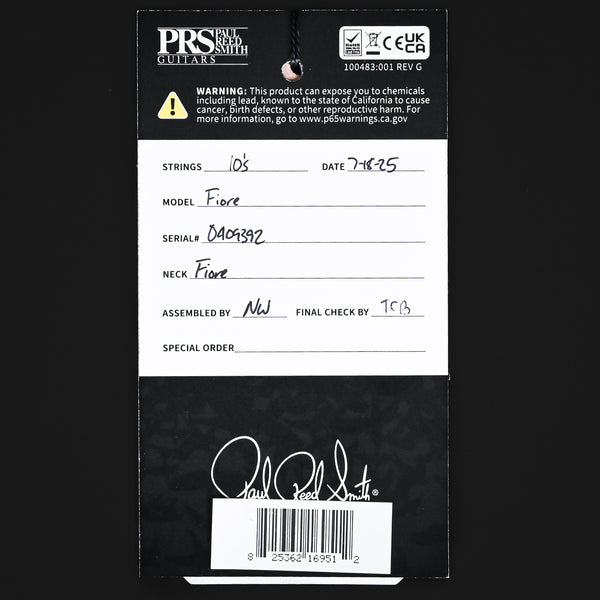 PRS PAUL REED SMITH
GUITARS
UK CA
100483:001 REV G
WARNING: This product can expose you to chemicals
including lead, known to the state of California to cause
cancer, birth defects, or other reproductive harm. For
more information, go to www.p65warnings.ca.gov
STRINGS 10's DATE 7-18-25
MODEL Fiore
SERIAL# 0409392
NECK Fiore
ASSEMBLED BY NW FINAL CHECK BY TCB
SPECIAL ORDER
Paul Reed Smith®
8 25362 16951 2